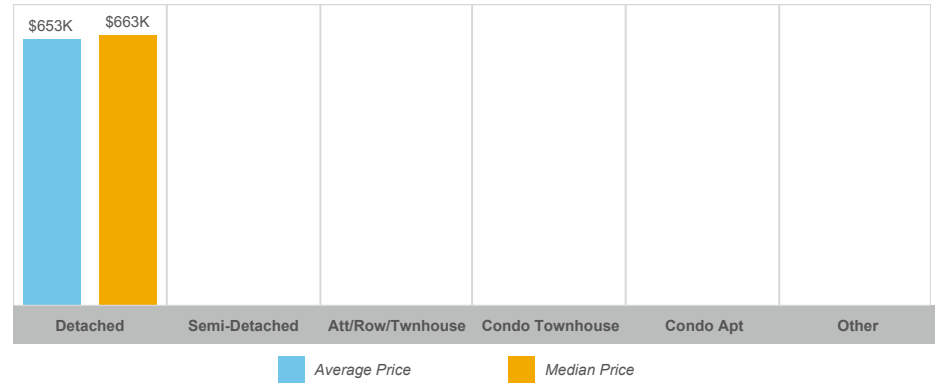 $653K $663K
Detached Semi-Detached Att/Row/Twnhouse Condo Townhouse Condo Apt Other
Average Price Median Price